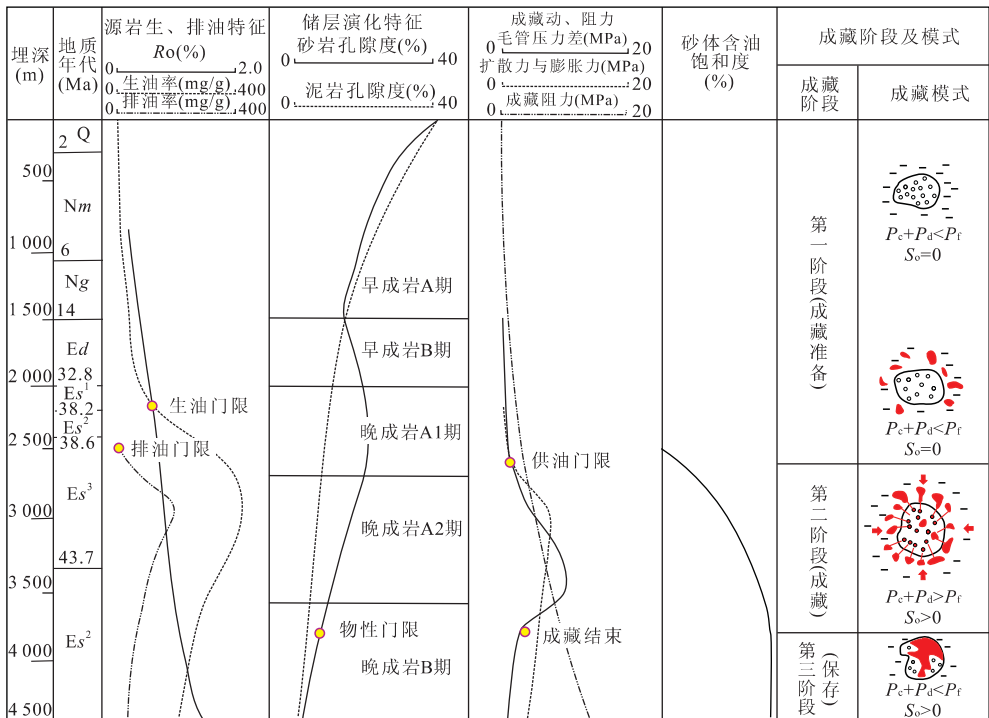 埋深
(m)
地质
年代
(Ma)
源岩生、排油特征
Ro(%)
0 2.0
生油率(mg/g)
0 400
排油率(mg/g)
0 400
储层演化特征
砂岩孔隙度(%)
0 40
泥岩孔隙度(%)
0 40
成藏动、阻力
毛管压力差(MPa)
0 20
扩散力与膨胀力(MPa)
0 20
成藏阻力(MPa)
0 20
砂体含油
饱和度
(%)
成藏阶段及模式
成藏
阶段
成藏模式
500
1 000
1 500
2 000
2 500
3 000
3 500
4 000
4 500
2 Q
Nm
6
Ng
14
Ed
32.8
Es1
38.2
Es2
38.6
Es3
43.7
Es2
生油门限
排油门限
早成岩A期
早成岩B期
晚成岩A1期
晚成岩A2期
物性门限
晚成岩B期
供油门限
成藏结束
第一阶段(成藏准备)
第二阶段(成藏)
第三阶段
(保存)
Pc+Pd<Pf
So=0
Pc+Pd<Pf
So=0
Pc+Pd>Pf
So>0
Pc+Pd<Pf
So>0